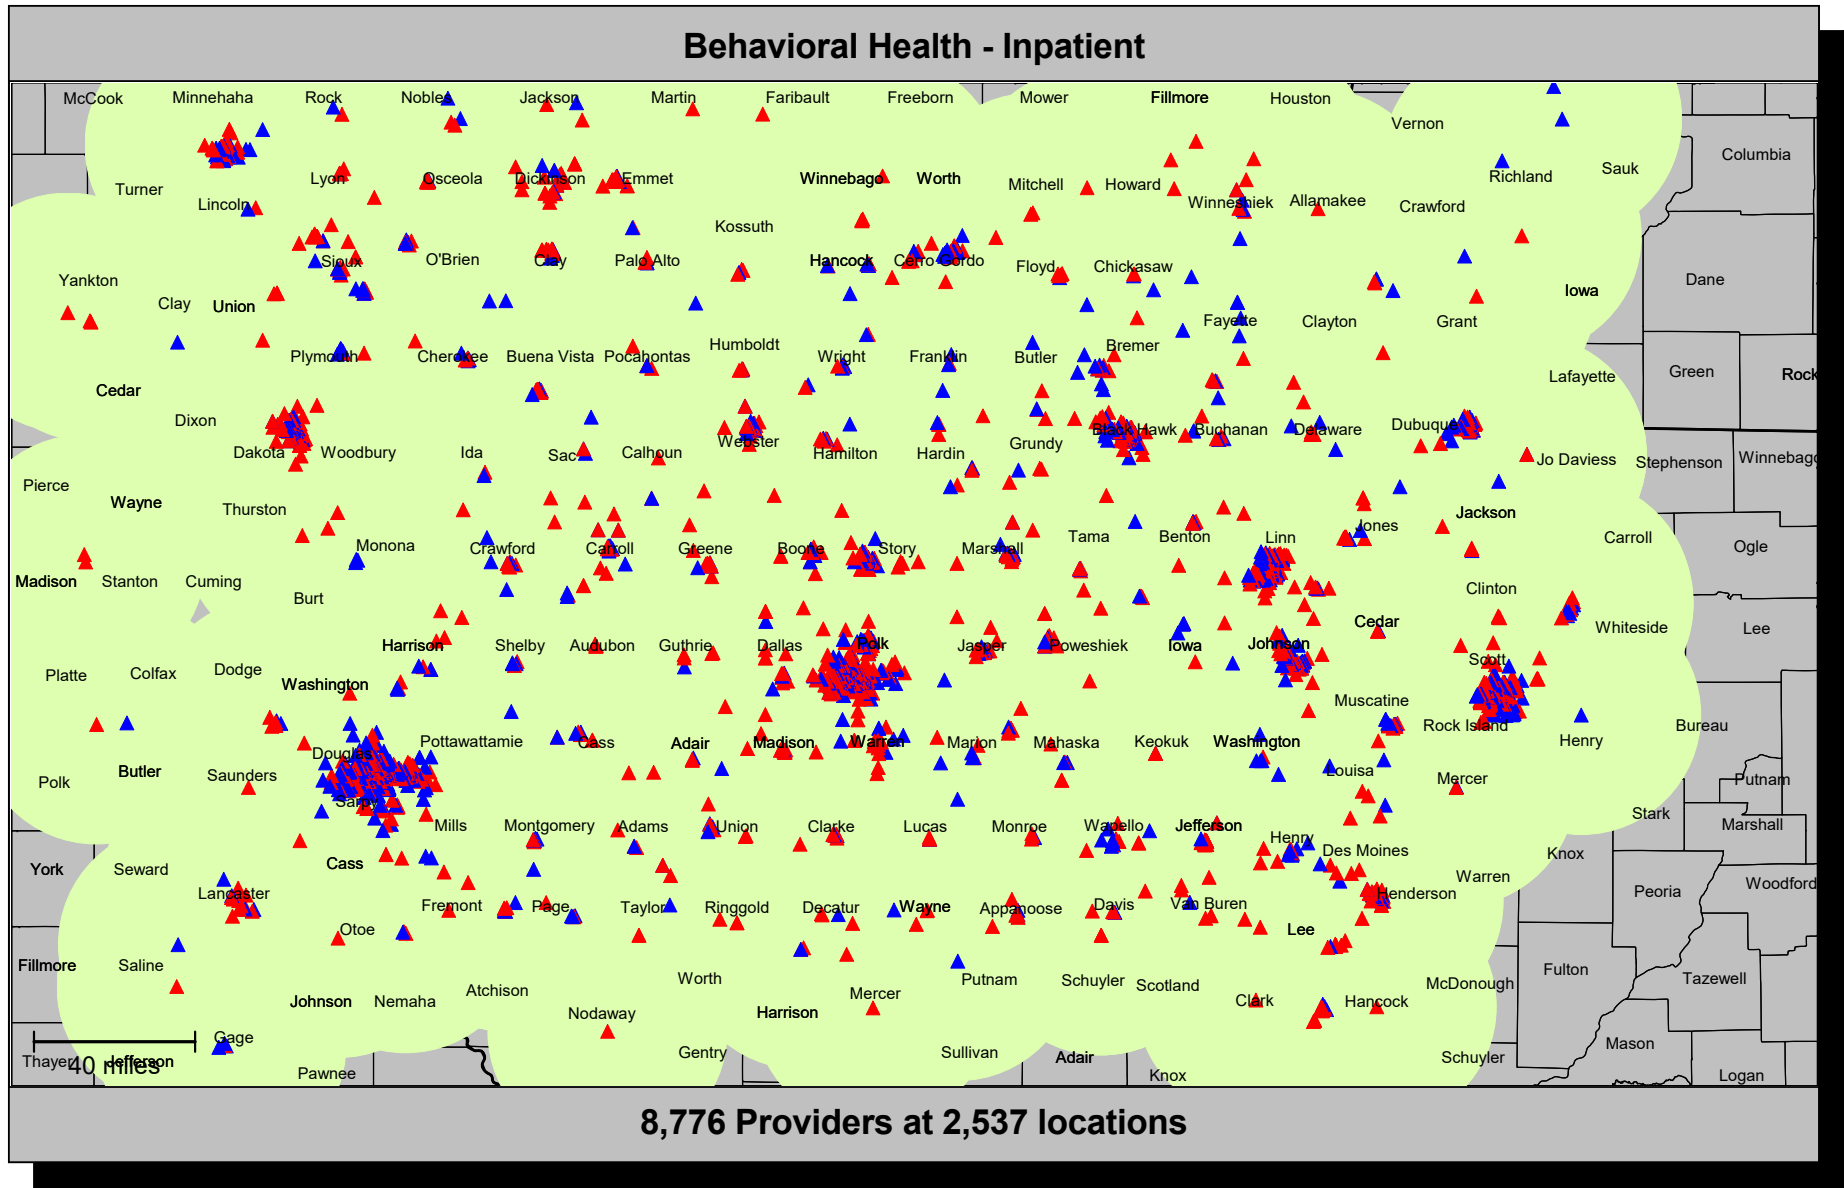 Behavioral Health - Inpatient
McCook Minnehaha Rock Nobles Jackson Martin Faribault Freeborn Mower Fillmore Houston
Vernon
Columbia
Sauk
Richland
Turner Lyon Osceola Dickinson Emmet Winnebago Worth Mitchell Howard
Lincoln Winneshiek Allamakee Crawford
Kossuth
Yankton O'Brien Sioux Clay Palo Alto Hancock Cerro Gordo Floyd Chickasaw Dane
Clay Union Iowa
Fayette Clayton Grant
Plymouth Cherokee Buena Vista Pocahontas Humboldt Wright Franklin Butler Bremer
Cedar Lafayette Green Rock
Dixon Webster Black Hawk Buchanan Delaware Dubuque
Dakota Woodbury Ida Sac Calhoun Hamilton Hardin Grundy Jo Daviess Stephenson Winnebago
Pierce
Wayne Thurston Jackson
Monona Crawford Carroll Greene Boone Story Marshall Tama Benton Linn Jones Carroll Ogle
Madison Stanton Cuming Burt Clinton
Cedar Whiteside Lee
Harrison Shelby Audubon Guthrie Dallas Polk Jasper Poweshiek Iowa Johnson Scott
Platte Colfax Dodge Washington
Muscatine Rock Island Henry Bureau
Douglas Pottawattamie Cass Adair Madison Warren Marion Mahaska Keokuk Washington
Polk Butler Saunders Louisa Mercer Putnam
Sarpy Stark Marshall
Mills Montgomery Adams Union Clarke Lucas Monroe Wapello Jefferson Henry Des Moines Knox
York Seward Cass Warren Peoria Woodford
Lancaster Fremont Page Taylor Ringgold Decatur Wayne Appanoose Davis Van Buren Henderson
Otoe Lee
Fillmore Saline Worth Putnam Schuyler Scotland McDonough Fulton Tazewell
Johnson Nemaha Atchison Nodaway Harrison Mercer Clark Hancock
Gage Gentry Sullivan Adair Schuyler Mason
Thayer Jefferson
40 miles
Pawnee Knox Logan
8,776 Providers at 2,537 locations